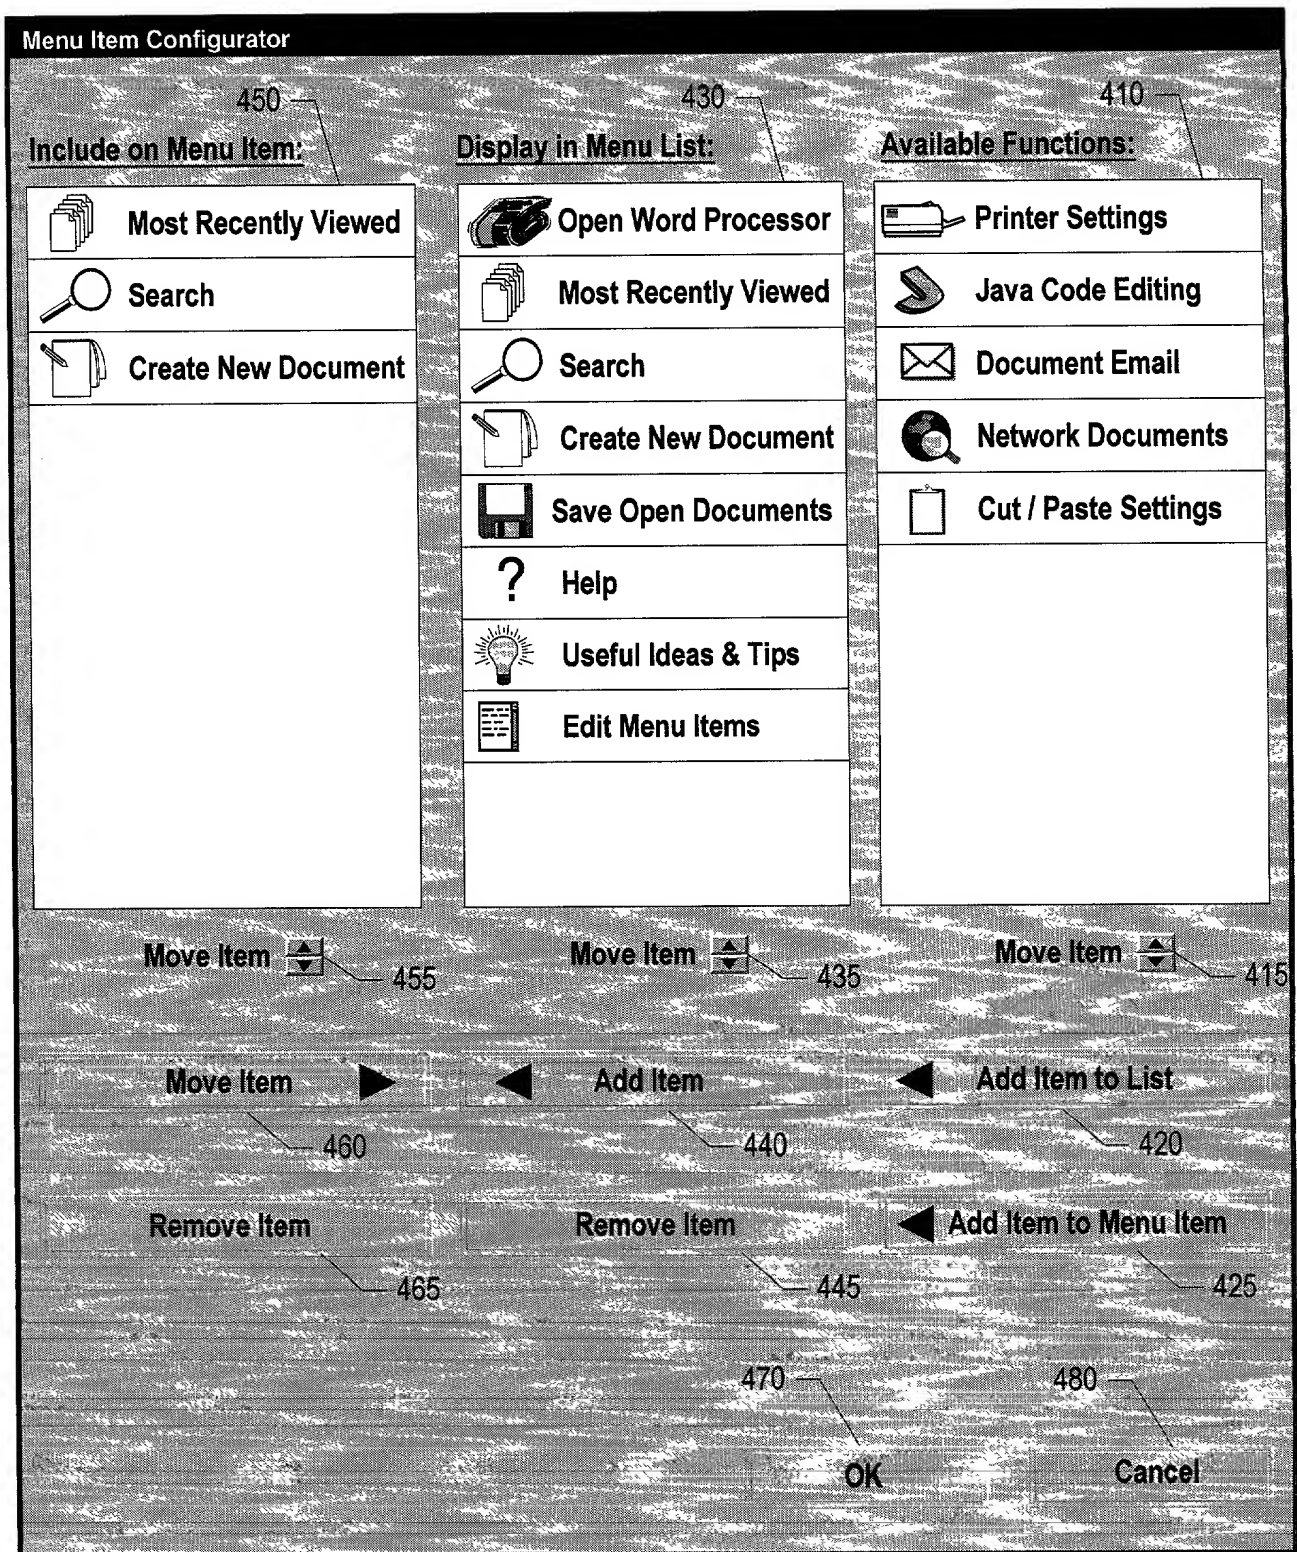 Menu Item Configurator
450
430
410
Include on Menu Item:
Display in Menu List:
Available Functions:
Most Recently Viewed
Search
Create New Document
Open Word Processor
Most Recently Viewed
Search
Create New Document
Save Open Documents
?
Help
Useful Ideas & Tips
Edit Menu Items
Printer Settings
Java Code Editing
Document Email
Network Documents
Cut / Paste Settings
Move Item
455
Move Item
435
Move Item
415
Move Item
460
Add Item
440
Add Item to List
420
Remove Item
465
Remove Item
445
Add Item to Menu Item
425
470
480
OK
Cancel